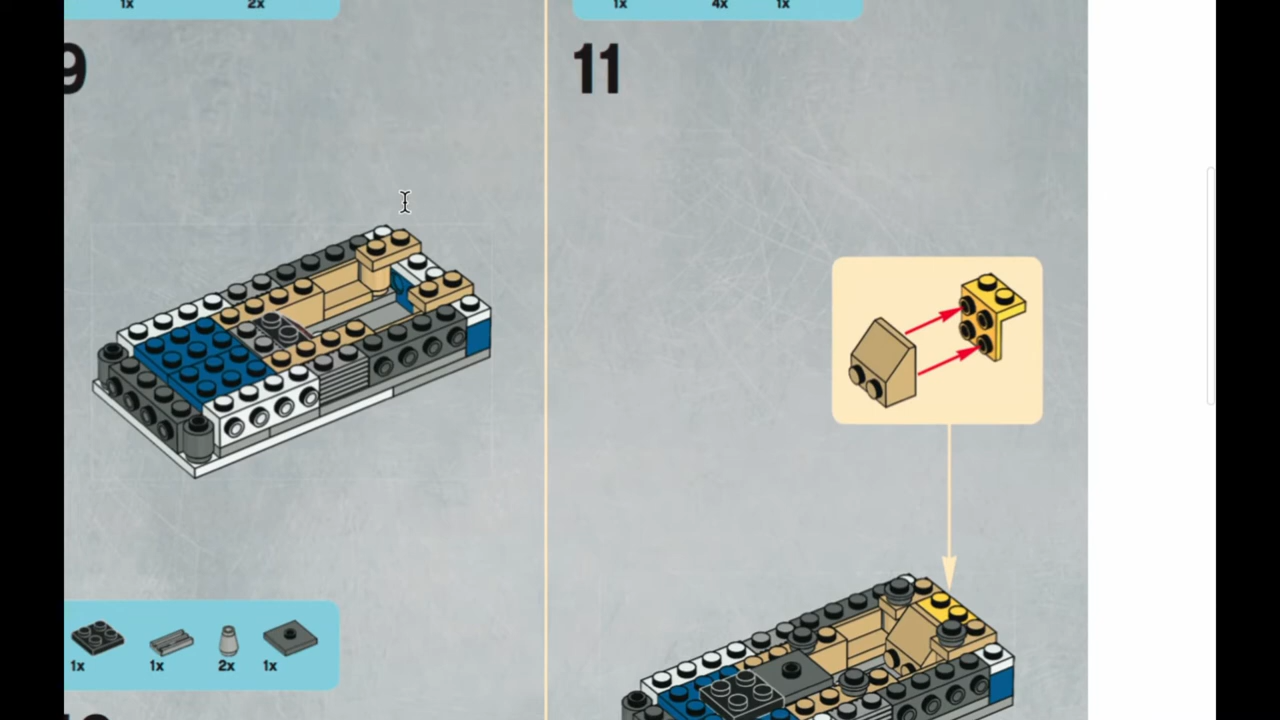 1x 2x
9
1x 1x 2x 1x
1x 4x 1x
11